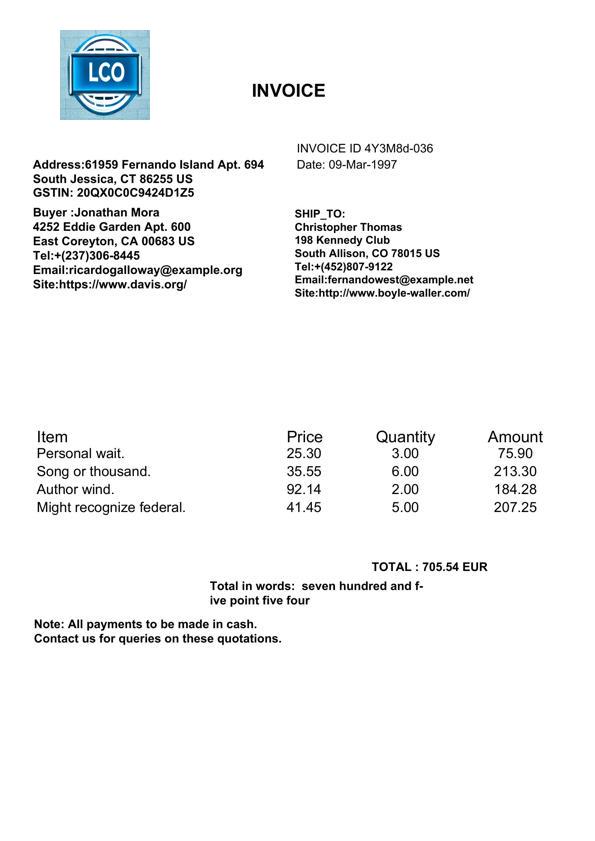 LCO
INVOICE
INVOICE ID 4Y3M8d-036
Date: 09-Mar-1997
Address:61959 Fernando Island Apt. 694
South Jessica, CT 86255 US
GSTIN: 20QX0C0C9424D1Z5
Buyer :Jonathan Mora
4252 Eddie Garden Apt. 600
East Coreyton, CA 00683 US
Tel:+(237)306-8445
Email:ricardogalloway@example.org
Site:https://www.davis.org/
SHIP_TO:
Christopher Thomas
198 Kennedy Club
South Allison, CO 78015 US
Tel:+(452)807-9122
Email:fernandowest@example.net
Site:http://www.boyle-waller.com/
Item Price Quantity Amount
Personal wait. 25.30 3.00 75.90
Song or thousand. 35.55 6.00 213.30
Author wind. 92.14 2.00 184.28
Might recognize federal. 41.45 5.00 207.25
TOTAL : 705.54 EUR
Total in words: seven hundred and f-
ive point five four
Note: All payments to be made in cash.
Contact us for queries on these quotations.